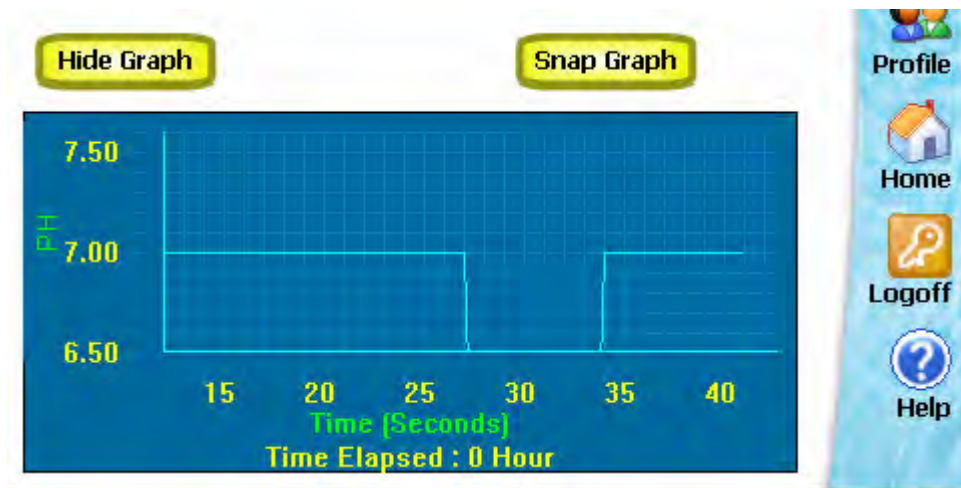 Hide Graph
Snap Graph
Profile
7.50
Home
PH
7.00
Logoff
6.50
15 20 25 30 35 40
Time (Seconds)
Time Elapsed : 0 Hour
Help